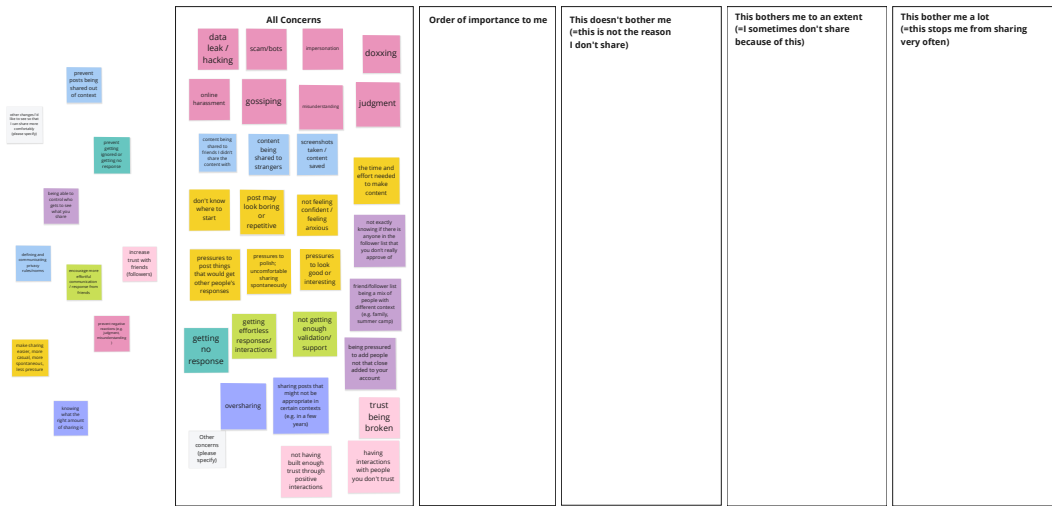 prevent
posts being
shared out
of context
other changes I'd
like to see so that
I can share more
comfortably
(please specify)
prevent
getting
ignored or
getting no
response
being able to
control who
gets to see
what you
share
defining and
communicating
privacy
rules/norms
increase
trust with
friends
(followers)
encourage more
effortful
communication
/ response from
friends
prevent negative
reactions (e.g.
judgment,
misunderstanding
)
make sharing
easier, more
casual, more
spontaneous,
less pressure
knowing
what the
right amount
of sharing is
All Concerns
data
leak /
hacking
scam/bots
impersonation
doxxing
online
harassment
gossiping
misunderstanding
judgment
content being
shared to
friends I didn't
share the
content with
content
being
shared to
strangers
screenshots
taken /
content
saved
the time and
effort needed
to make
content
don't know
where to
start
post may
look boring
or
repetitive
not feeling
confident /
feeling
anxious
not exactly
knowing if there is
anyone in the
follower list that
you don't really
approve of
pressures to
post things
that would get
other people's
responses
pressures to
polish;
uncomfortable
sharing
spontaneously
pressures
to look
good or
interesting
friend/follower list
being a mix of
people with
different context
(e.g. family,
summer camp)
getting
no
response
getting
effortless
responses/
interactions
not getting
enough
validation/
support
being pressured
to add people
not that close
added to your
account
oversharing
sharing posts that
might not be
appropriate in
certain contexts
(e.g. in a few
years)
trust
being
broken
Other
concerns
(please
specify)
not having
built enough
trust through
positive
interactions
having
interactions
with people
you don't trust
Order of importance to me
This doesn't bother me
(=this is not the reason
I don't share)
This bothers me to an extent
(=I sometimes don't share
because of this)
This bother me a lot
(=this stops me from sharing
very often)